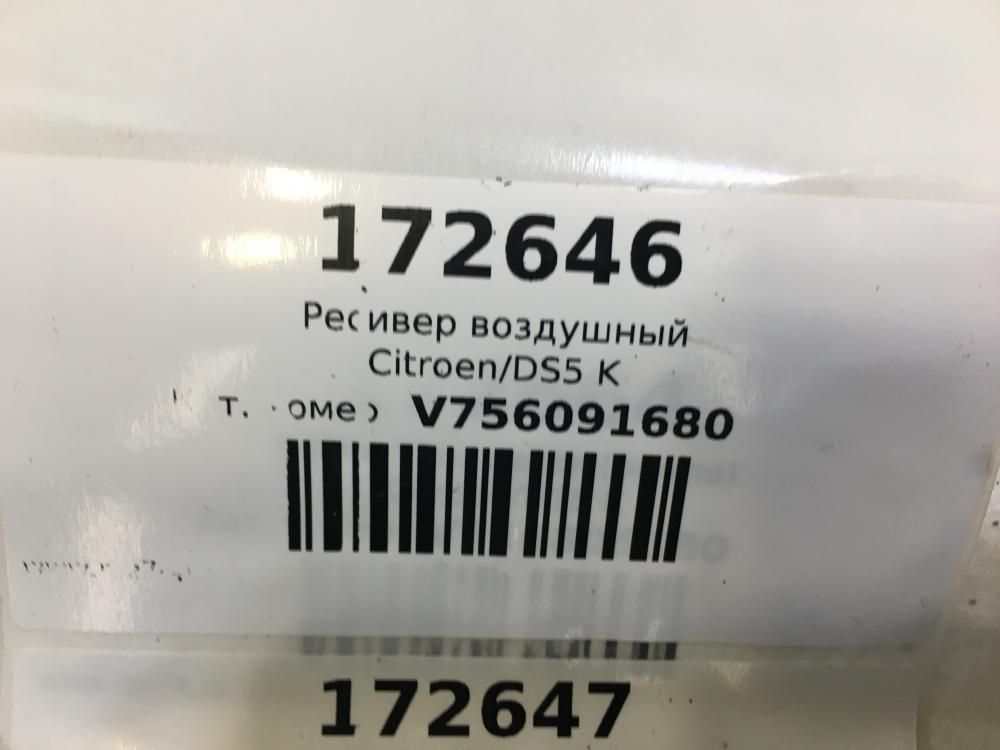 172646
Ресивер воздушный
Citroen/DS5 K
V756091680
172647